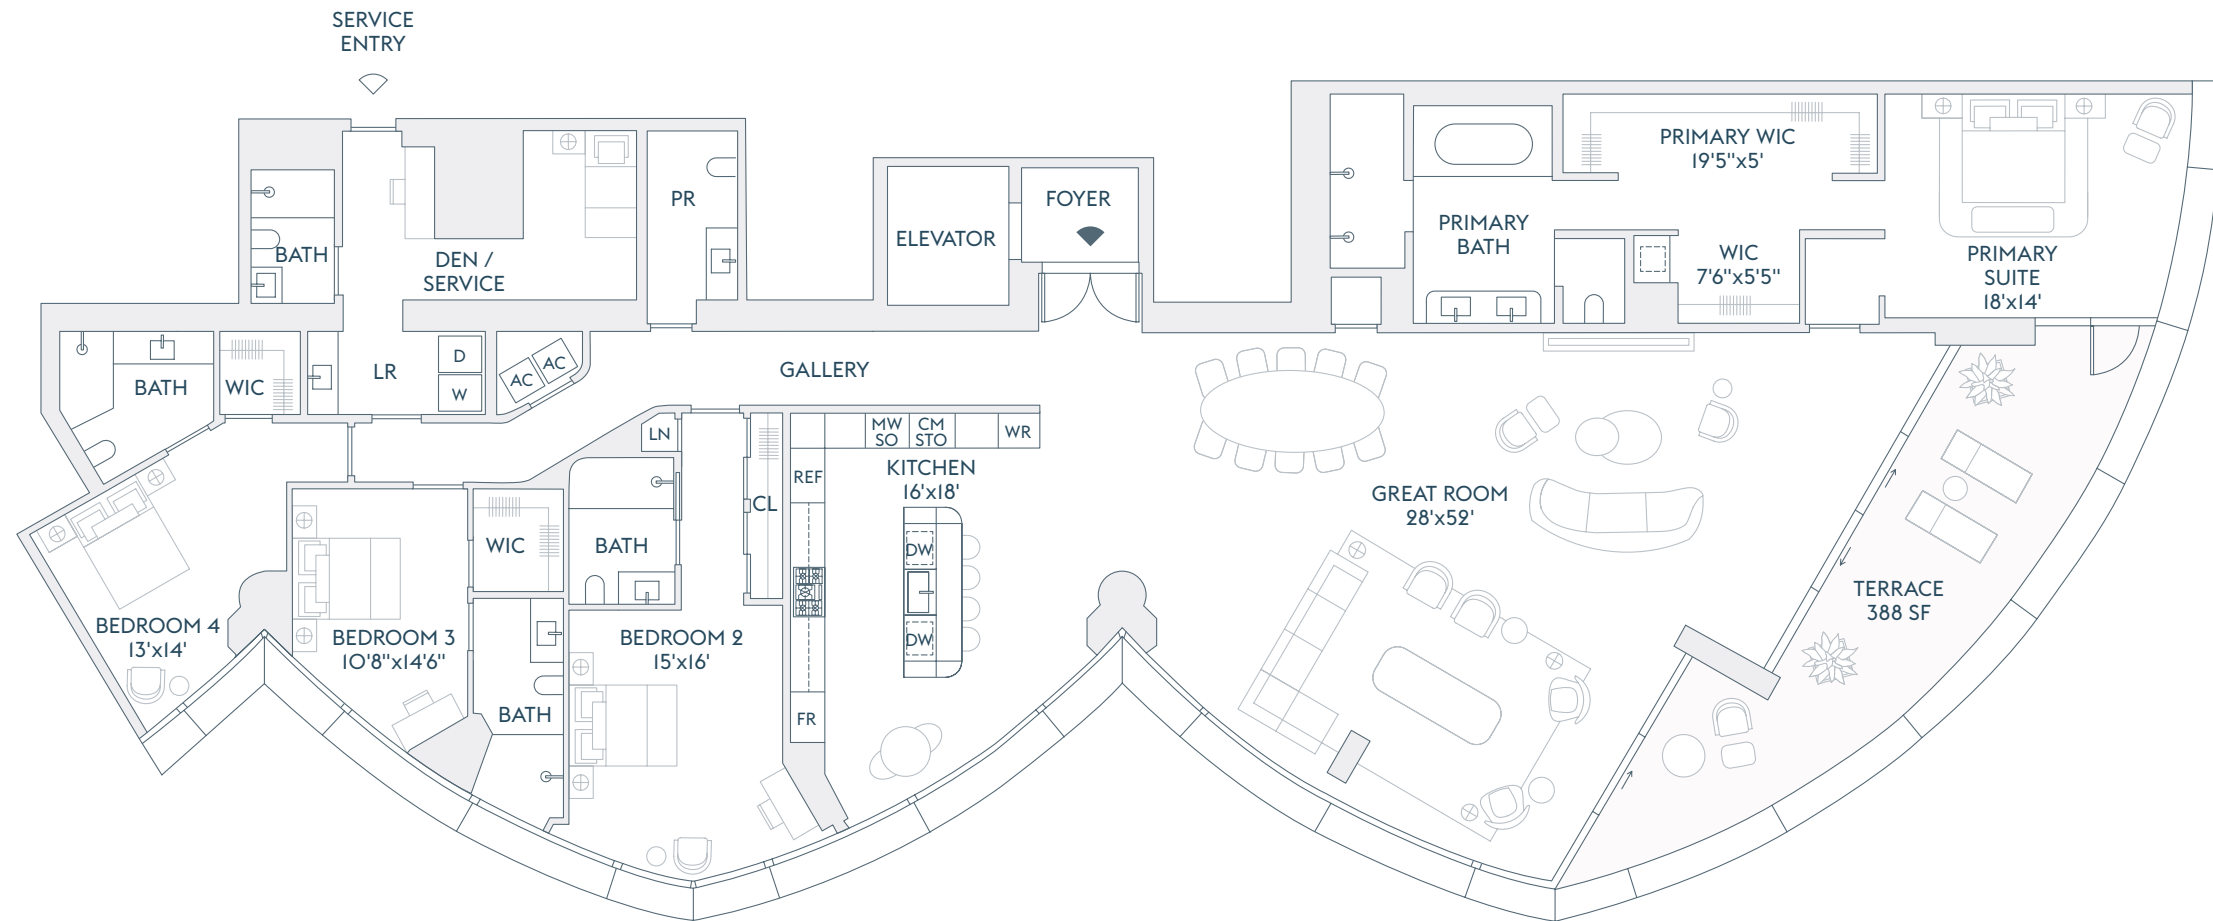 SERVICE
ENTRY
BATH
DEN /
SERVICE
PR
ELEVATOR
FOYER
PRIMARY
BATH
PRIMARY WIC
19'5"x5'
WIC
7'6"x5'5"
PRIMARY
SUITE
18'x14'
BATH
WIC
LR
D
W
AC
AC
GALLERY
LN
CL
MW
SO
CM
STO
WR
REF
KITCHEN
16'x18'
DW
DW
FR
GREAT ROOM
28'x52'
TERRACE
388 SF
WIC
BATH
BEDROOM 4
13'x14'
BEDROOM 3
10'8"x14'6"
BEDROOM 2
15'x16'
BATH